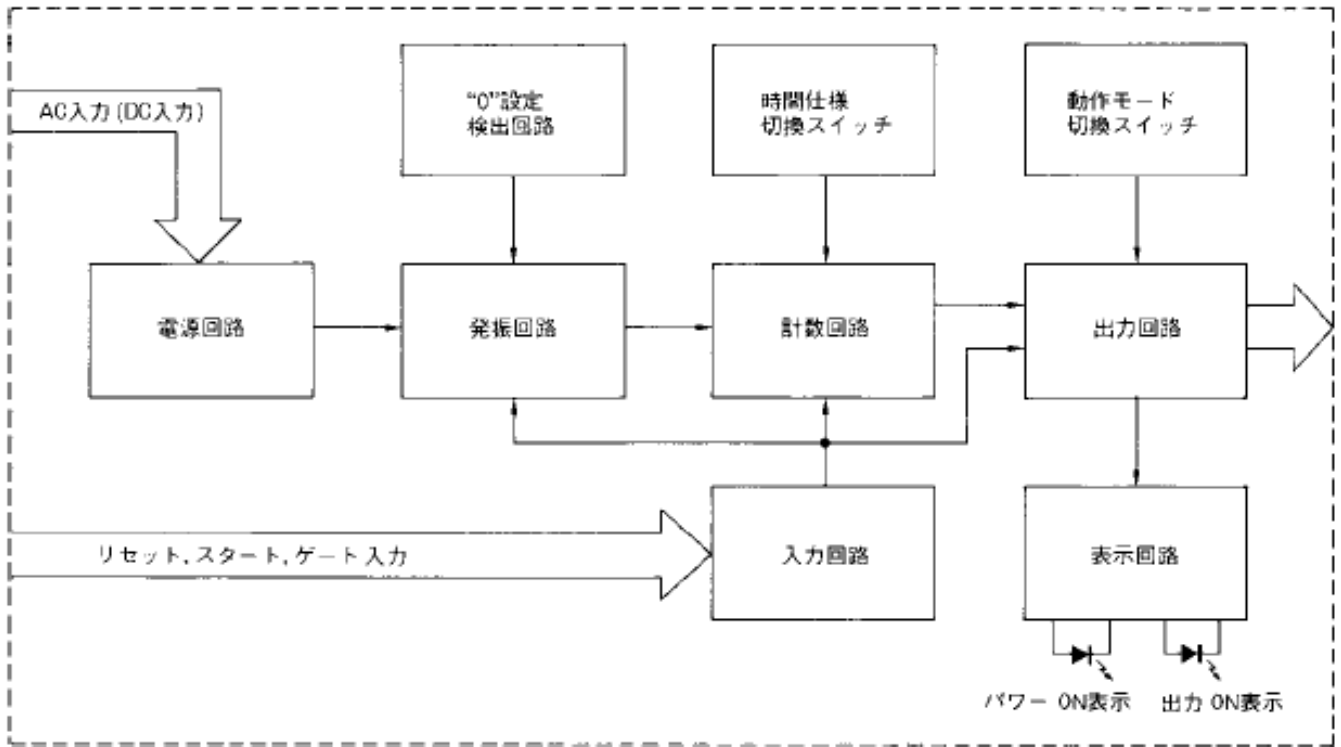 AC入力(DC入力)
“0”設定
検出回路
時間仕様
切換スイッチ
動作モード
切換スイッチ
電源回路
発振回路
計数回路
出力回路
リセット,スタート,ゲート入力
入力回路
表示回路
パワー ON表示
出力 ON表示